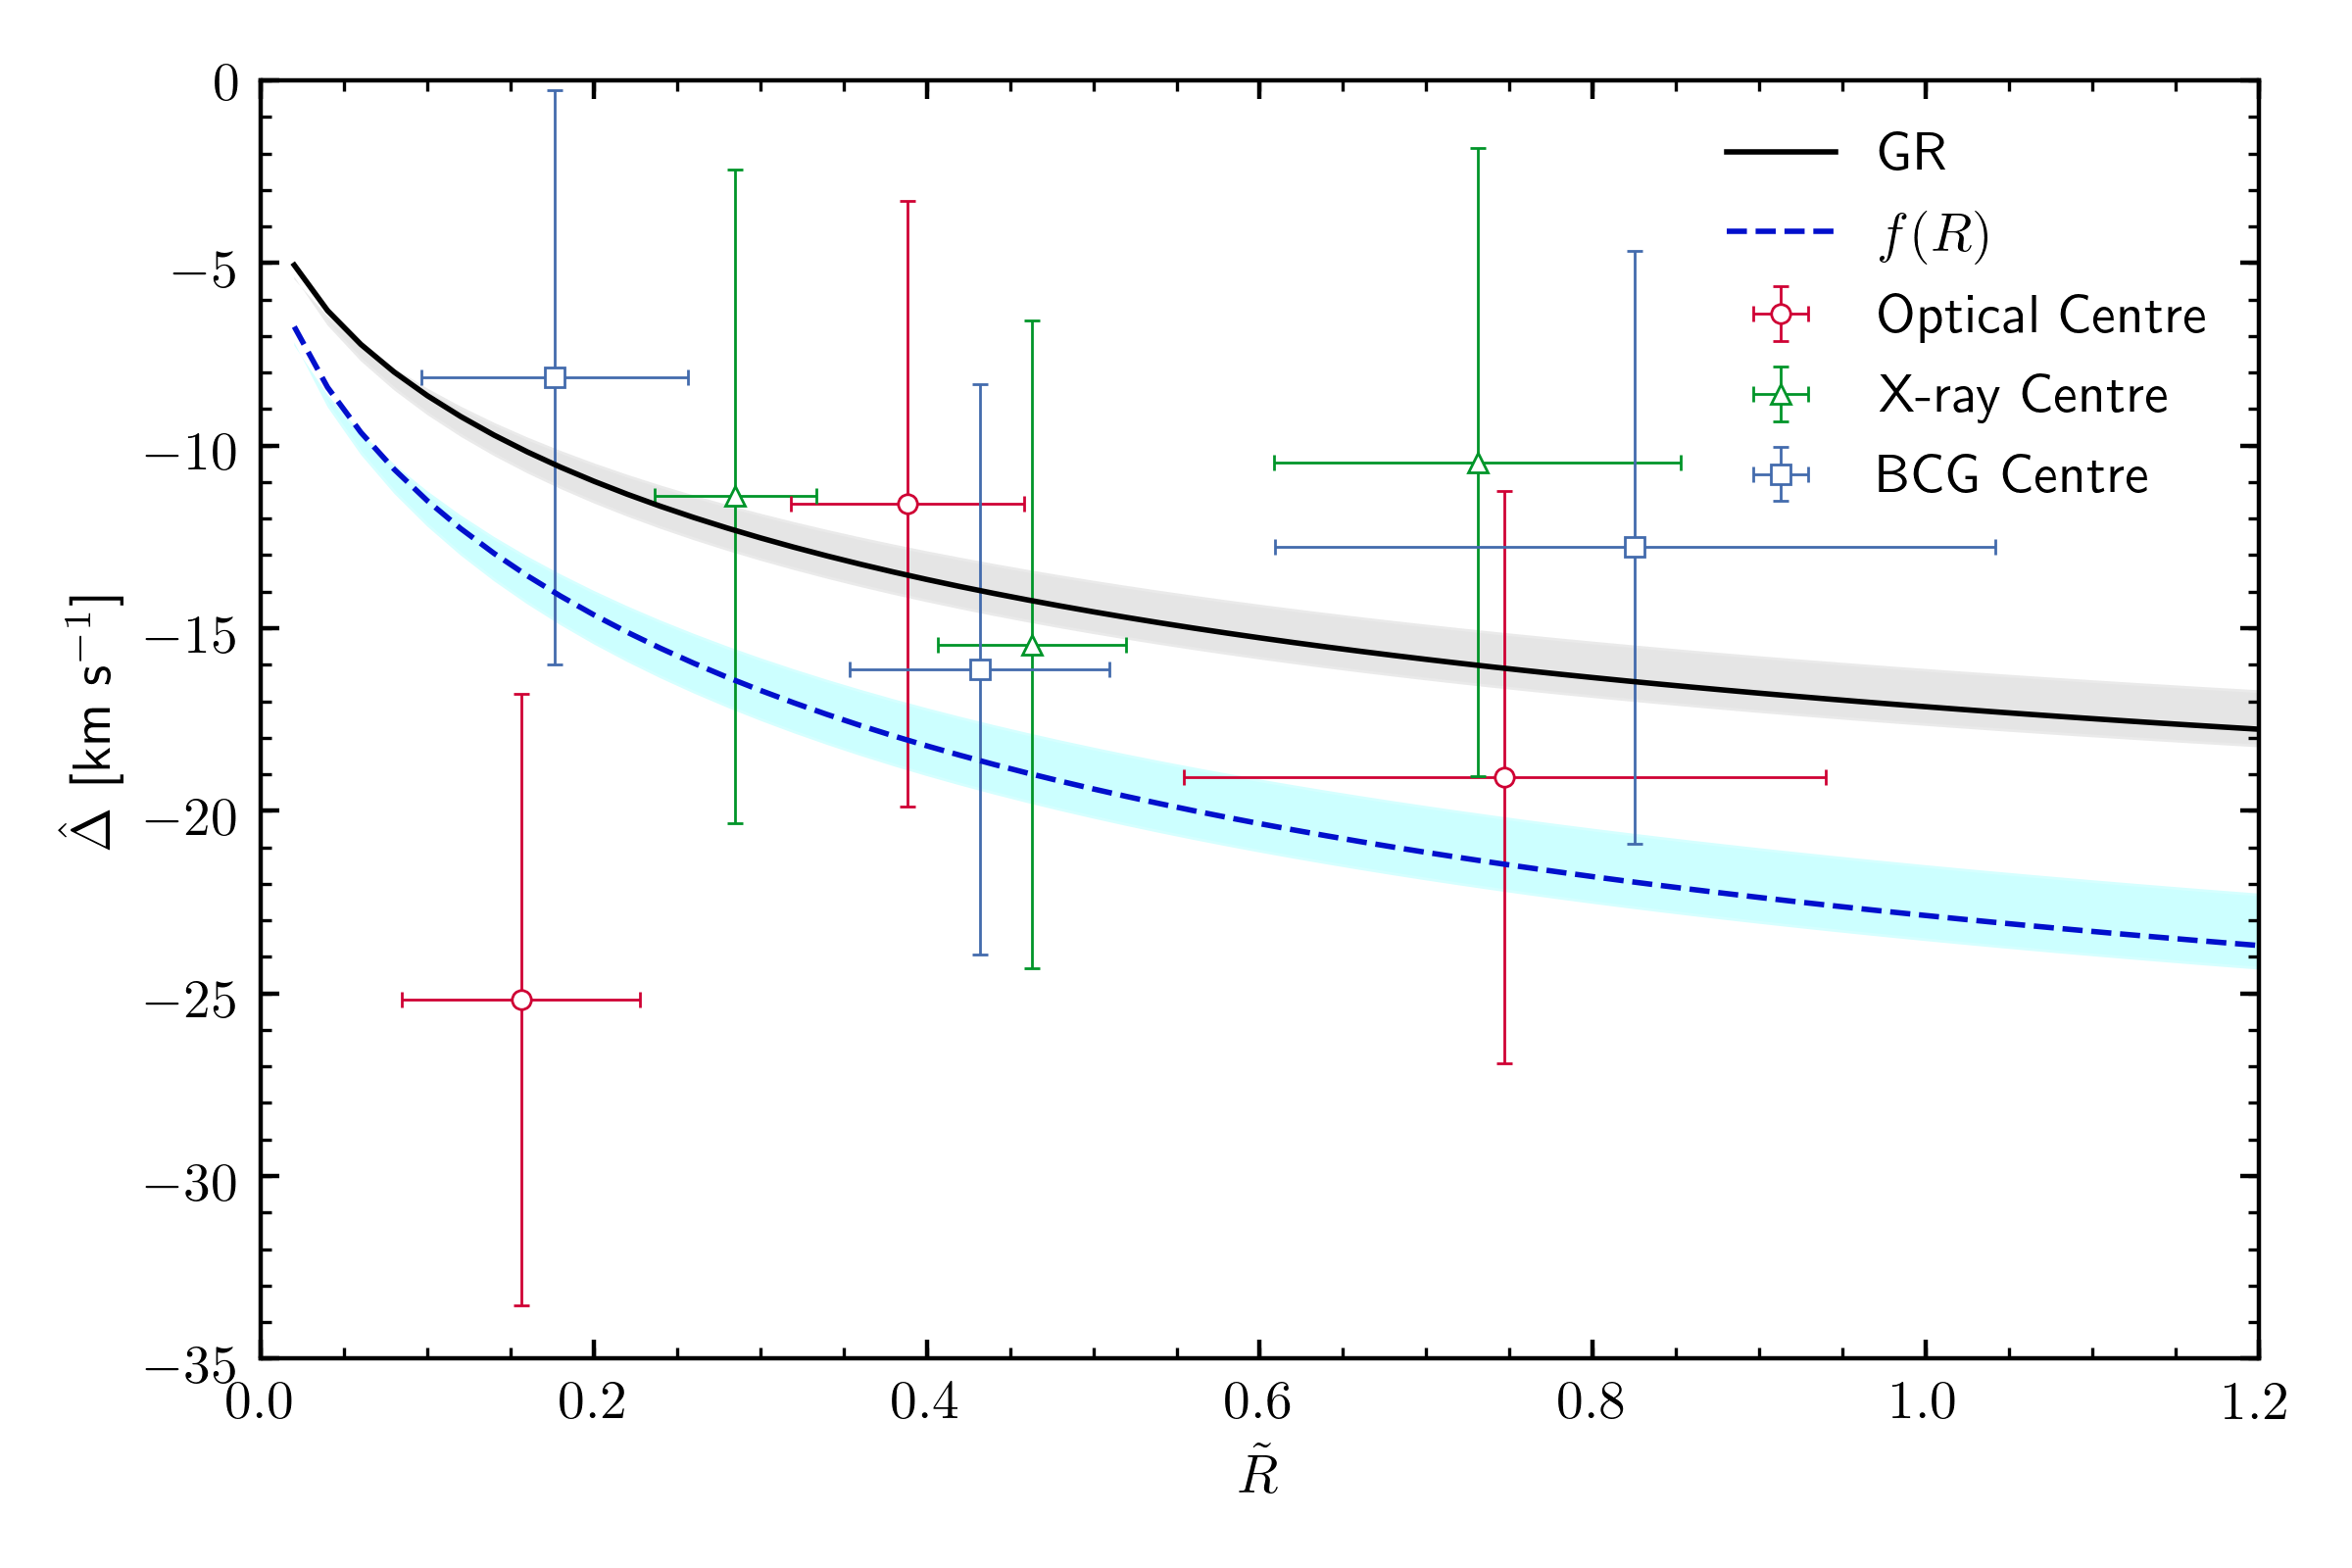 0
−5
−10
−15
−20
−25
−30
−35
Δ̂ [km s⁻¹]
GR
f(R)
Optical Centre
X-ray Centre
BCG Centre
0.0 0.2 0.4 0.6 0.8 1.0 1.2
R̃